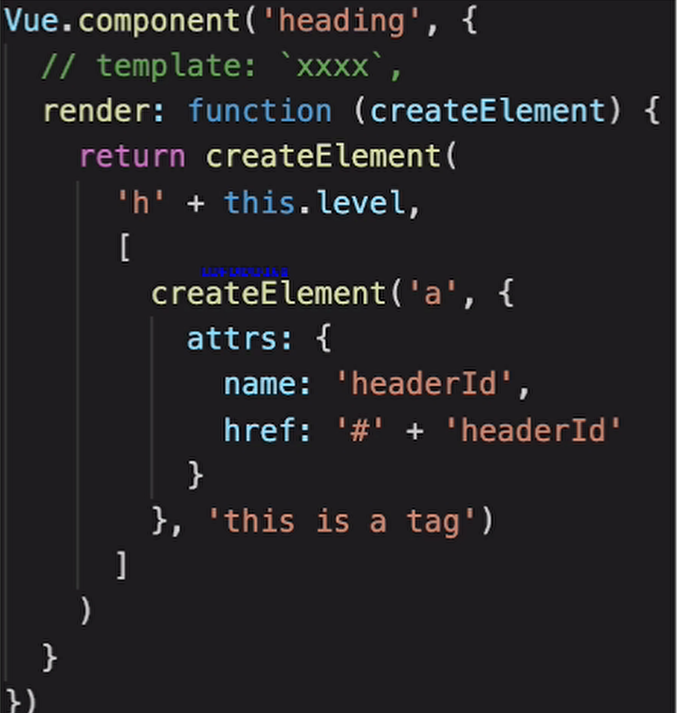 Vue.component('heading', {
  // template: `xxxx`,
  render: function (createElement) {
    return createElement(
      'h' + this.level,
      [
        createElement('a', {
          attrs: {
            name: 'headerId',
            href: '#' + 'headerId'
          }
        }, 'this is a tag')
      ]
    )
  }
})